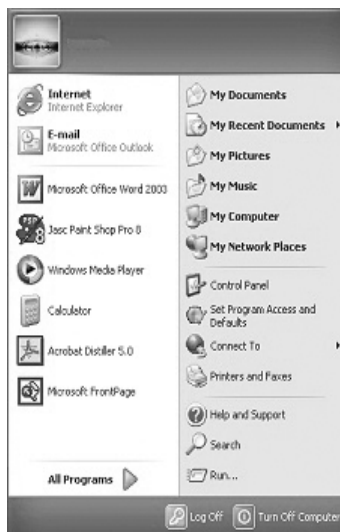 Internet
Internet Explorer
E-mail
Microsoft Office Outlook
Microsoft Office Word 2003
Jasc Paint Shop Pro 8
Windows Media Player
Calculator
Acrobat Distiller 5.0
Microsoft FrontPage
All Programs
My Documents
My Recent Documents
My Pictures
My Music
My Computer
My Network Places
Control Panel
Set Program Access and
Defaults
Connect To
Printers and Faxes
Help and Support
Search
Run...
Log Off
Turn Off Computer